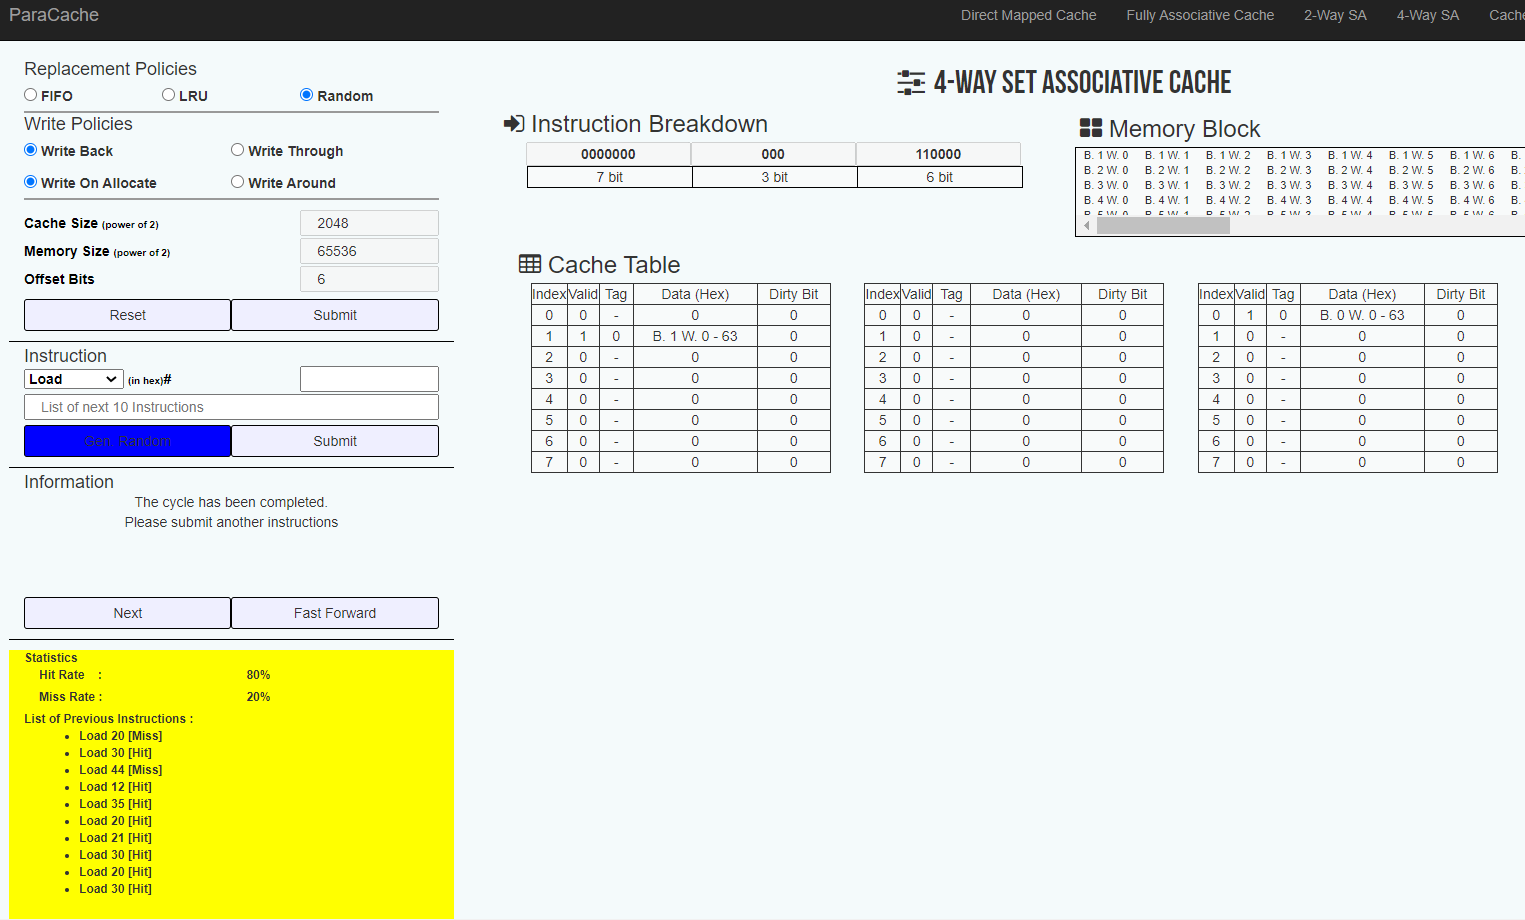 ParaCache
Direct Mapped Cache Fully Associative Cache 2-Way SA 4-Way SA Cache
Replacement Policies
FIFO LRU Random
Write Policies
Write Back Write Through
Write On Allocate Write Around
Cache Size (power of 2) 2048
Memory Size (power of 2) 65536
Offset Bits 6
Reset Submit
Instruction
Load (in hex)#
List of next 10 Instructions
Gen. Random Submit
Information
The cycle has been completed.
Please submit another instructions
Next Fast Forward
Statistics
Hit Rate : 80%
Miss Rate : 20%
List of Previous Instructions :
Load 20 [Miss]
Load 30 [Hit]
Load 44 [Miss]
Load 12 [Hit]
Load 35 [Hit]
Load 20 [Hit]
Load 21 [Hit]
Load 30 [Hit]
Load 20 [Hit]
Load 30 [Hit]
4-WAY SET ASSOCIATIVE CACHE
Instruction Breakdown
0000000 000 110000
7 bit 3 bit 6 bit
Memory Block
B. 1 W. 0 B. 1 W. 1 B. 1 W. 2 B. 1 W. 3 B. 1 W. 4 B. 1 W. 5 B. 1 W. 6 B.
B. 2 W. 0 B. 2 W. 1 B. 2 W. 2 B. 2 W. 3 B. 2 W. 4 B. 2 W. 5 B. 2 W. 6 B.
B. 3 W. 0 B. 3 W. 1 B. 3 W. 2 B. 3 W. 3 B. 3 W. 4 B. 3 W. 5 B. 3 W. 6 B.
B. 4 W. 0 B. 4 W. 1 B. 4 W. 2 B. 4 W. 3 B. 4 W. 4 B. 4 W. 5 B. 4 W. 6 B.
B. 5 W. 0 B. 5 W. 1 B. 5 W. 2 B. 5 W. 3 B. 5 W. 4 B. 5 W. 5 B. 5 W. 6 B.
Cache Table
Index Valid Tag Data (Hex) Dirty Bit
0 0 - 0 0
1 1 0 B. 1 W. 0 - 63 0
2 0 - 0 0
3 0 - 0 0
4 0 - 0 0
5 0 - 0 0
6 0 - 0 0
7 0 - 0 0
Index Valid Tag Data (Hex) Dirty Bit
0 0 - 0 0
1 0 - 0 0
2 0 - 0 0
3 0 - 0 0
4 0 - 0 0
5 0 - 0 0
6 0 - 0 0
7 0 - 0 0
Index Valid Tag Data (Hex) Dirty Bit
0 1 0 B. 0 W. 0 - 63 0
1 0 - 0 0
2 0 - 0 0
3 0 - 0 0
4 0 - 0 0
5 0 - 0 0
6 0 - 0 0
7 0 - 0 0